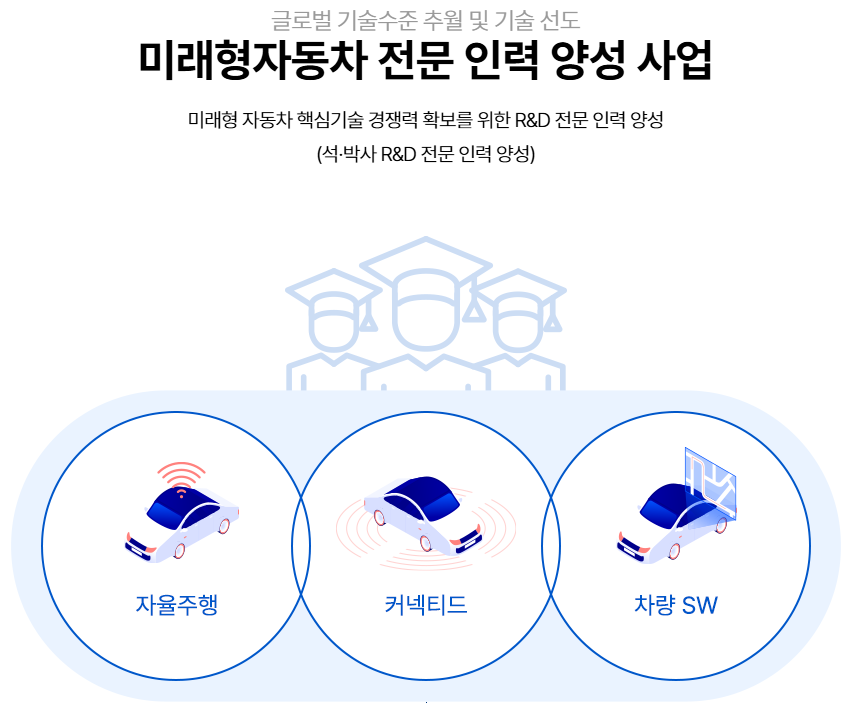 글로벌 기술수준 추월 및 기술 선도
미래형자동차 전문 인력 양성 사업
미래형 자동차 핵심기술 경쟁력 확보를 위한 R&D 전문 인력 양성
(석·박사 R&D 전문 인력 양성)
자율주행
커넥티드
차량 SW